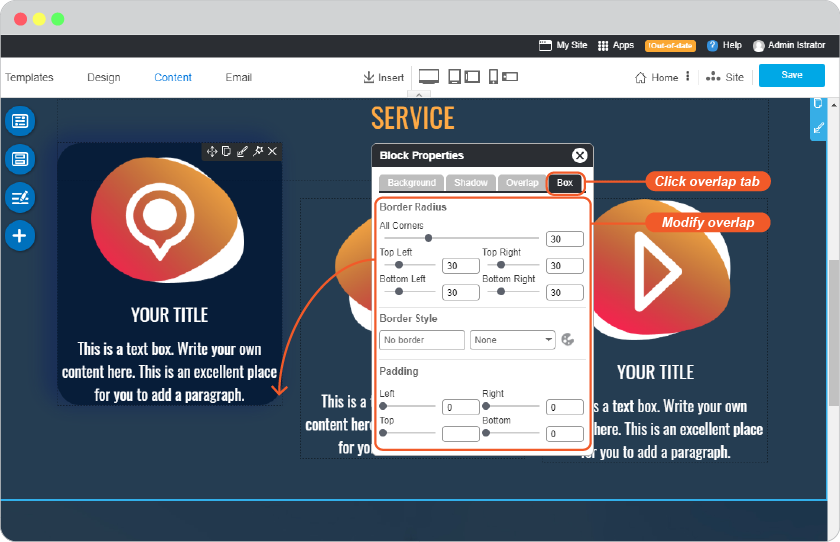 My Site Apps !Out-of-date ? Help Admin Istrator
Templates Design Content Email Insert Home Site Save
SERVICE
Block Properties
Background Shadow Overlap Box
Click overlap tab
Border Radius
Modify overlap
All Corners
30
Top Left Top Right
30 30
Bottom Left Bottom Right
30 30
Border Style
No border None
Padding
Left Right
0 0
Top Bottom
0
YOUR TITLE
This is a text box. Write your own
content here. This is an excellent place
for you to add a paragraph.
This is a
content here
for yo
YOUR TITLE
s a text box. Write your own
here. This is an excellent place
for you to add a paragraph.